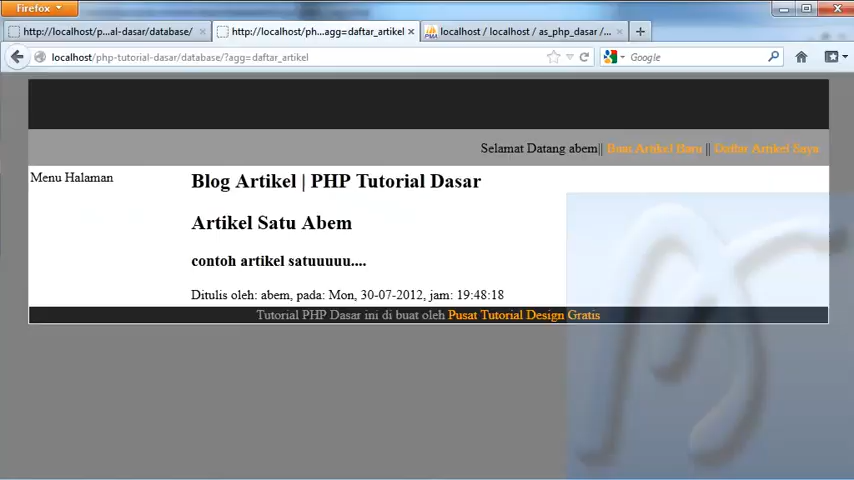 Firefox
http://localhost/p...al-dasar/database/
http://localhost/ph...agg=daftar_artikel
localhost / localhost / as_php_dasar /...
localhost/php-tutorial-dasar/database/?agg=daftar_artikel
Google
Selamat Datang abem|| Buat Artikel Baru || Daftar Artikel Saya
Menu Halaman
Blog Artikel | PHP Tutorial Dasar
Artikel Satu Abem
contoh artikel satuuuuu....
Ditulis oleh: abem, pada: Mon, 30-07-2012, jam: 19:48:18
Tutorial PHP Dasar ini di buat oleh Pusat Tutorial Design Gratis